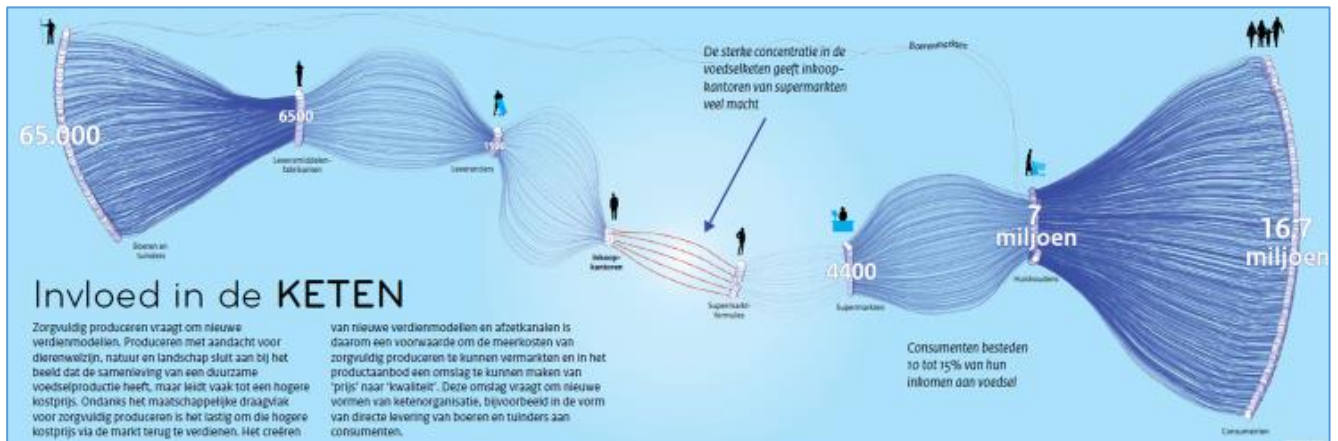 65.000
Boeren en
tuinders
6500
Levensmiddelen-
fabrikanten
1500
Leveranciers
Inkoop-
kantoren
De sterke concentratie in de
voedselketen geeft inkoop-
kantoren van supermarkten
veel macht
Supermarkt-
formules
4400
Supermarkten
Boerenmarkten
7
miljoen
Huishoudens
16,7
miljoen
Consumenten
Consumenten besteden
10 tot 15% van hun
inkomen aan voedsel
Invloed in de KETEN
Zorgvuldig produceren vraagt om nieuwe
verdienmodellen. Produceren met aandacht voor
dierenwelzijn, natuur en landschap sluit aan bij het
beeld dat de samenleving van een duurzame
voedselproductie heeft, maar leidt vaak tot een hogere
kostprijs. Ondanks het maatschappelijke draagvlak
voor zorgvuldig produceren is het lastig om die hogere
kostprijs via de markt terug te verdienen. Het creëren
van nieuwe verdienmodellen en afzetkanalen is
daarom een voorwaarde om de meerkosten van
zorgvuldig produceren te kunnen vermarkten en in het
productaanbod een omslag te kunnen maken van
'prijs' naar 'kwaliteit'. Deze omslag vraagt om nieuwe
vormen van ketenorganisatie, bijvoorbeeld in de vorm
van directe levering van boeren en tuinders aan
consumenten.